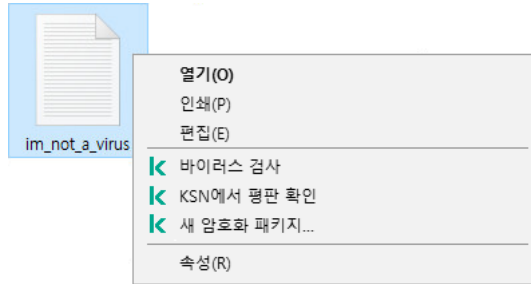 im_not_a_virus
열기(O)
인쇄(P)
편집(E)
바이러스 검사
KSN에서 평판 확인
새 암호화 패키지...
속성(R)